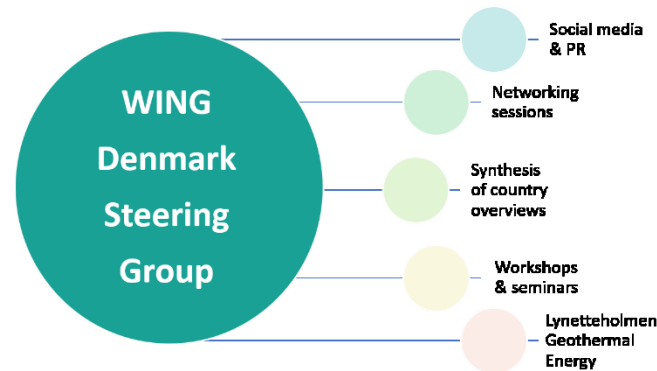 WING
Denmark
Steering
Group
Social media
& PR
Networking
sessions
Synthesis
of country
overviews
Workshops
& seminars
Lynetteholmen
Geothermal
Energy